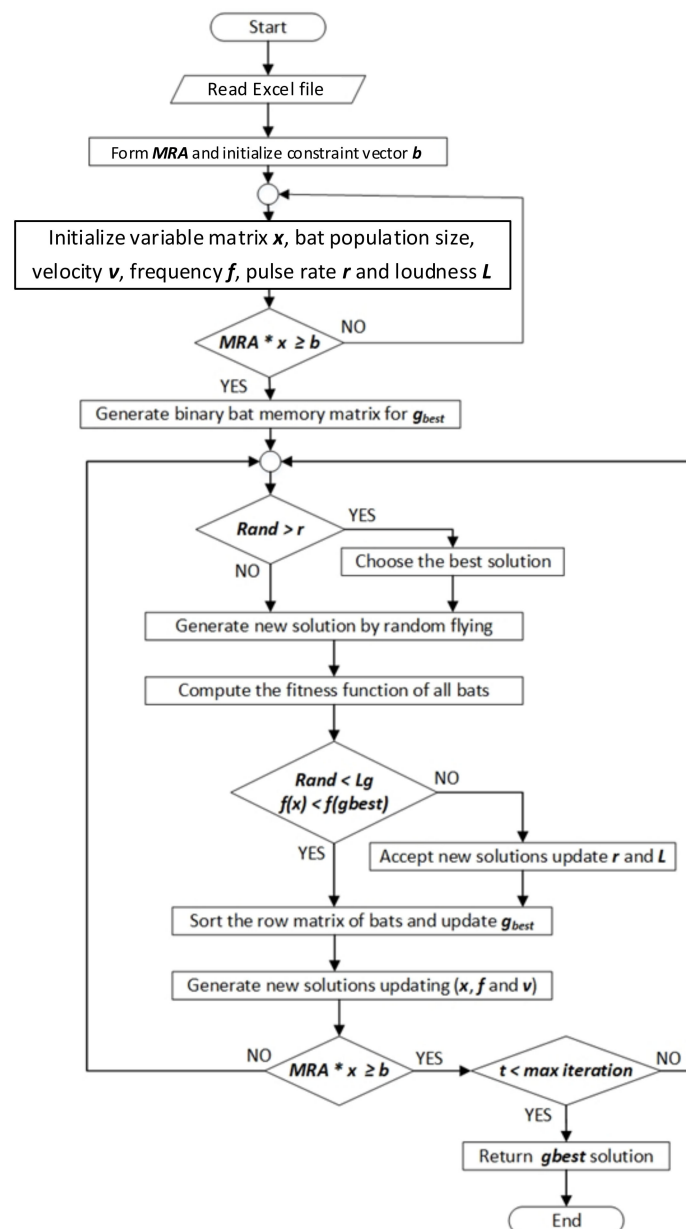 Start
Read Excel file
Form MRA and initialize constraint vector b
Initialize variable matrix x, bat population size,
velocity v, frequency f, pulse rate r and loudness L
MRA * x ≥ b
NO
YES
Generate binary bat memory matrix for gbest
Rand > r
YES
NO
Choose the best solution
Generate new solution by random flying
Compute the fitness function of all bats
Rand < Lg
f(x) < f(gbest)
NO
YES
Accept new solutions update r and L
Sort the row matrix of bats and update gbest
Generate new solutions updating (x, f and v)
NO
MRA * x ≥ b
YES
t < max iteration
NO
YES
Return gbest solution
End